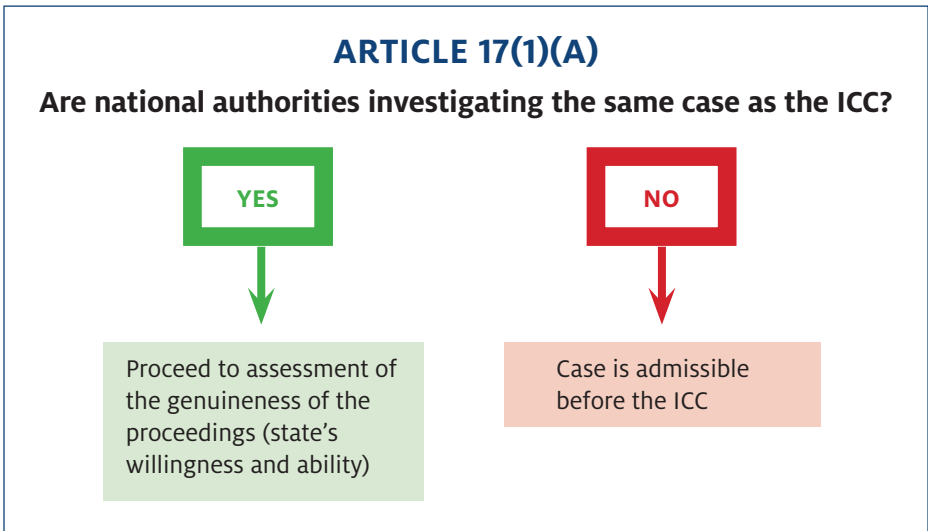 ARTICLE 17(1)(A)
Are national authorities investigating the same case as the ICC?
YES
NO
Proceed to assessment of
the genuineness of the
proceedings (state’s
willingness and ability)
Case is admissible
before the ICC